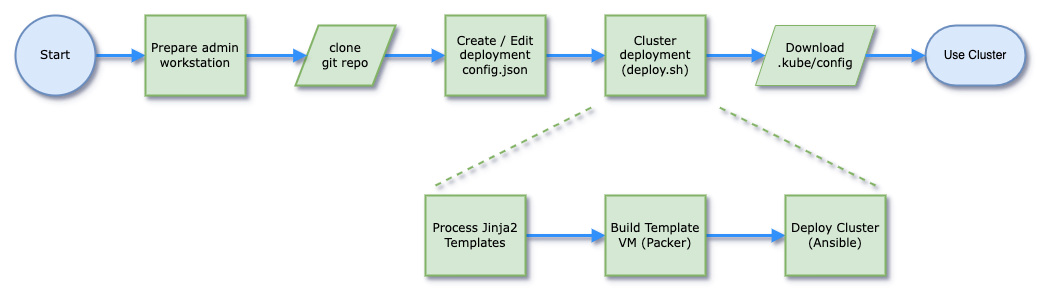 Start
Prepare admin
workstation
clone
git repo
Create / Edit
deployment
config.json
Cluster
deployment
(deploy.sh)
Download
.kube/config
Use Cluster
Process Jinja2
Templates
Build Template
VM (Packer)
Deploy Cluster
(Ansible)